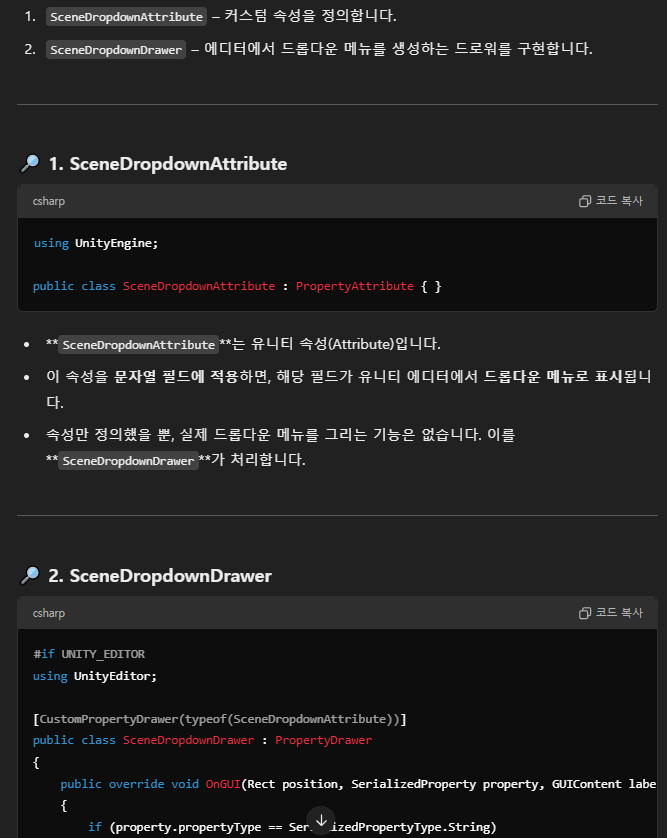 1. SceneDropdownAttribute – 커스텀 속성을 정의합니다.
2. SceneDropdownDrawer – 에디터에서 드롭다운 메뉴를 생성하는 드로워를 구현합니다.
🔎 1. SceneDropdownAttribute
csharp
코드 복사
using UnityEngine;
public class SceneDropdownAttribute : PropertyAttribute { }
• **SceneDropdownAttribute**는 유니티 속성(Attribute)입니다.
• 이 속성을 문자열 필드에 적용하면, 해당 필드가 유니티 에디터에서 드롭다운 메뉴로 표시됩니
다.
• 속성만 정의했을 뿐, 실제 드롭다운 메뉴를 그리는 기능은 없습니다. 이를
**SceneDropdownDrawer**가 처리합니다.
🔎 2. SceneDropdownDrawer
csharp
코드 복사
#if UNITY_EDITOR
using UnityEditor;
[CustomPropertyDrawer(typeof(SceneDropdownAttribute))]
public class SceneDropdownDrawer : PropertyDrawer
{
public override void OnGUI(Rect position, SerializedProperty property, GUIContent labe
{
if (property.propertyType == SerializedPropertyType.String)